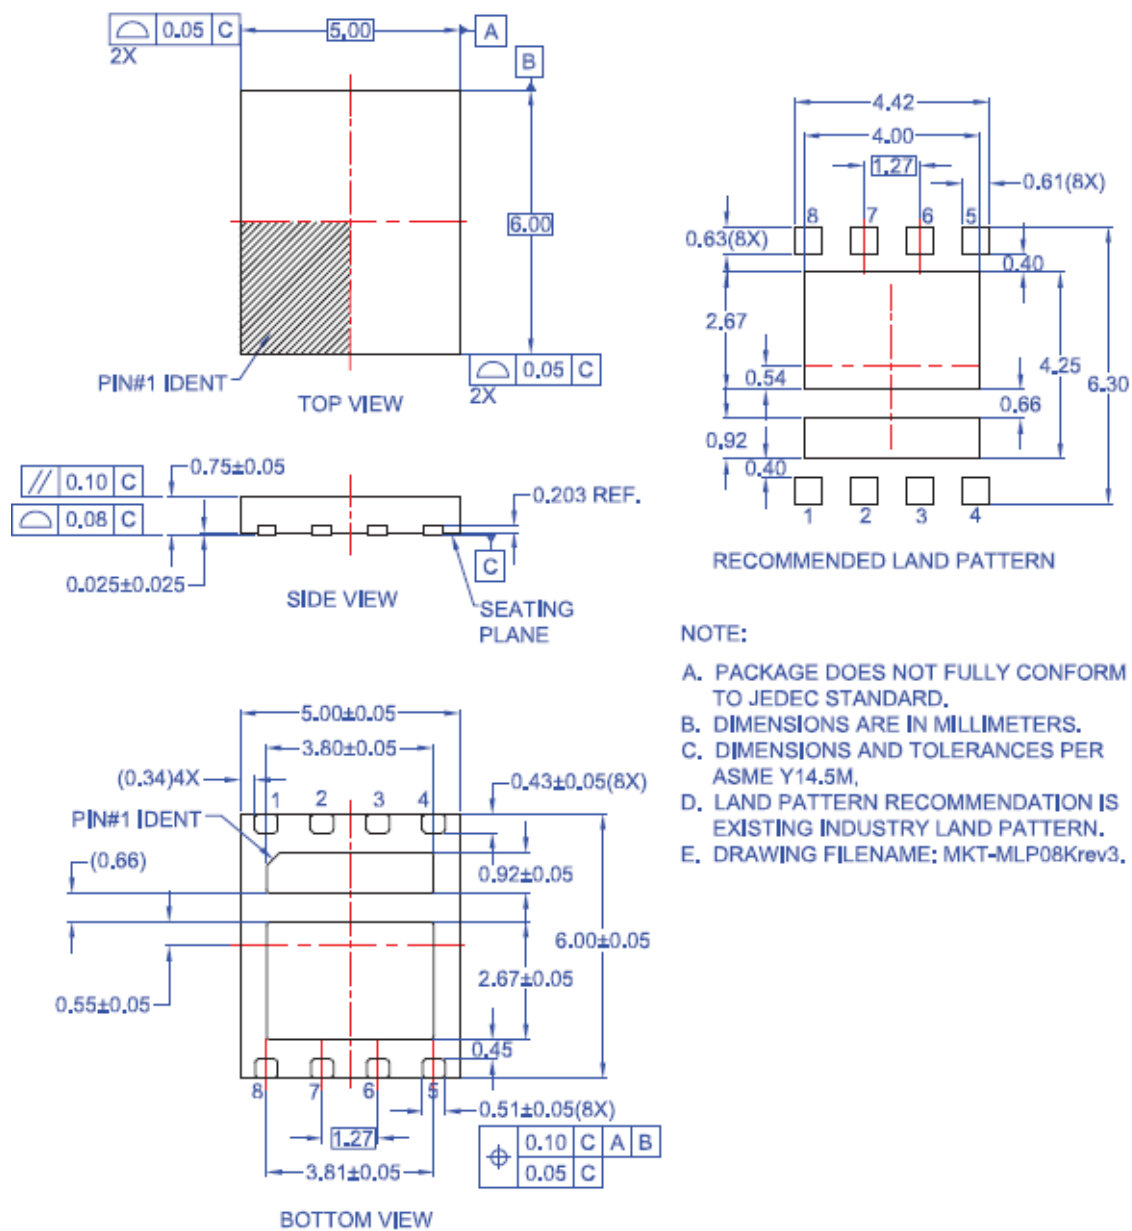 0.05 C
2X
5.00
A
B
6.00
PIN#1 IDENT
TOP VIEW
0.05 C
2X
// 0.10 C
0.08 C
0.75±0.05
0.203 REF.
C
0.025±0.025
SIDE VIEW
SEATING
PLANE
4.42
4.00
1.27
0.61(8X)
8 7 6 5
0.63(8X)
0.40
2.67
4.25
6.30
0.54
0.66
0.92
0.40
1 2 3 4
RECOMMENDED LAND PATTERN
NOTE:
A. PACKAGE DOES NOT FULLY CONFORM
TO JEDEC STANDARD.
B. DIMENSIONS ARE IN MILLIMETERS.
C. DIMENSIONS AND TOLERANCES PER
ASME Y14.5M,
D. LAND PATTERN RECOMMENDATION IS
EXISTING INDUSTRY LAND PATTERN.
E. DRAWING FILENAME: MKT-MLP08Krev3.
5.00±0.05
3.80±0.05
(0.34)4X
0.43±0.05(8X)
1 2 3 4
PIN#1 IDENT
(0.66)
0.92±0.05
6.00±0.05
2.67±0.05
0.55±0.05
0.45
8 7 6 5
0.51±0.05(8X)
1.27
0.10 C A B
0.05 C
3.81±0.05
BOTTOM VIEW